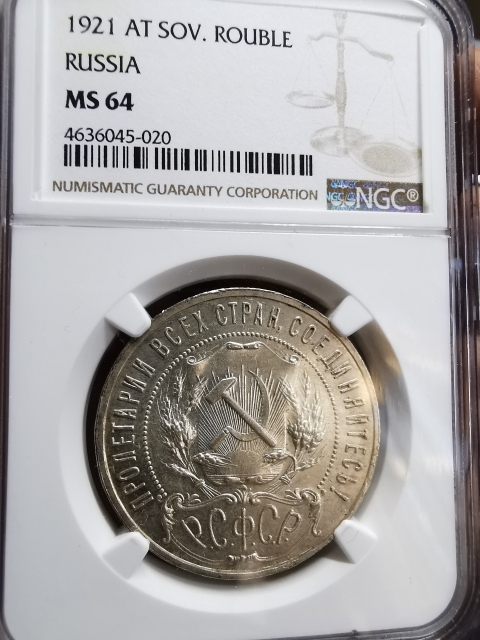 1921 AT SOV. ROUBLE
RUSSIA
MS 64
4636045-020
NUMISMATIC GUARANTY CORPORATION
NGC®
ПРОЛЕТАРИИ ВСЕХ СТРАН, СОЕДИНЯЙТЕСЬ!
Р.С.Ф.С.Р.